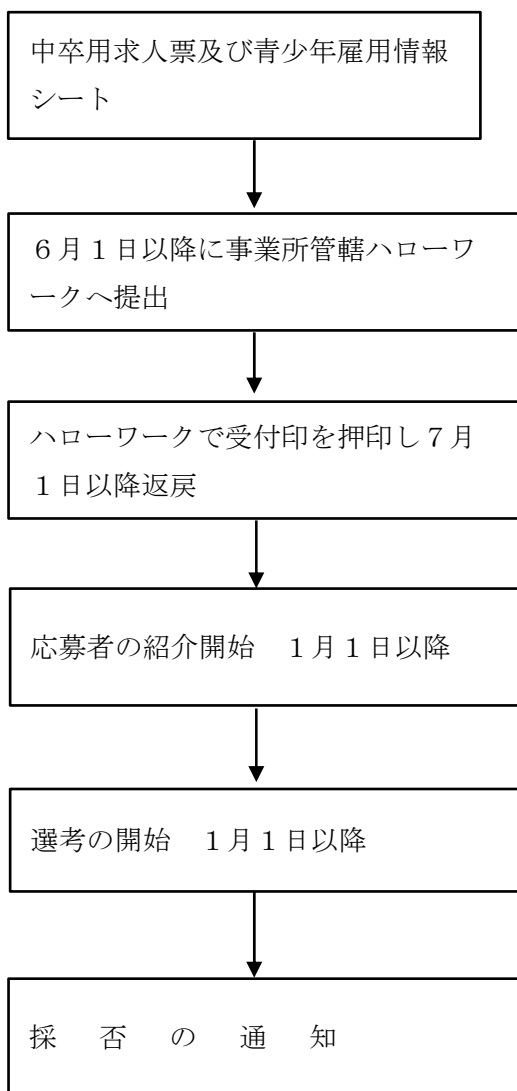 中卒用求人票及び青少年雇用情報
シート
６月１日以降に事業所管轄ハローワ
ークへ提出
ハローワークで受付印を押印し７月
１日以降返戻
応募者の紹介開始　１月１日以降
選考の開始　１月１日以降
採　否　の　通　知